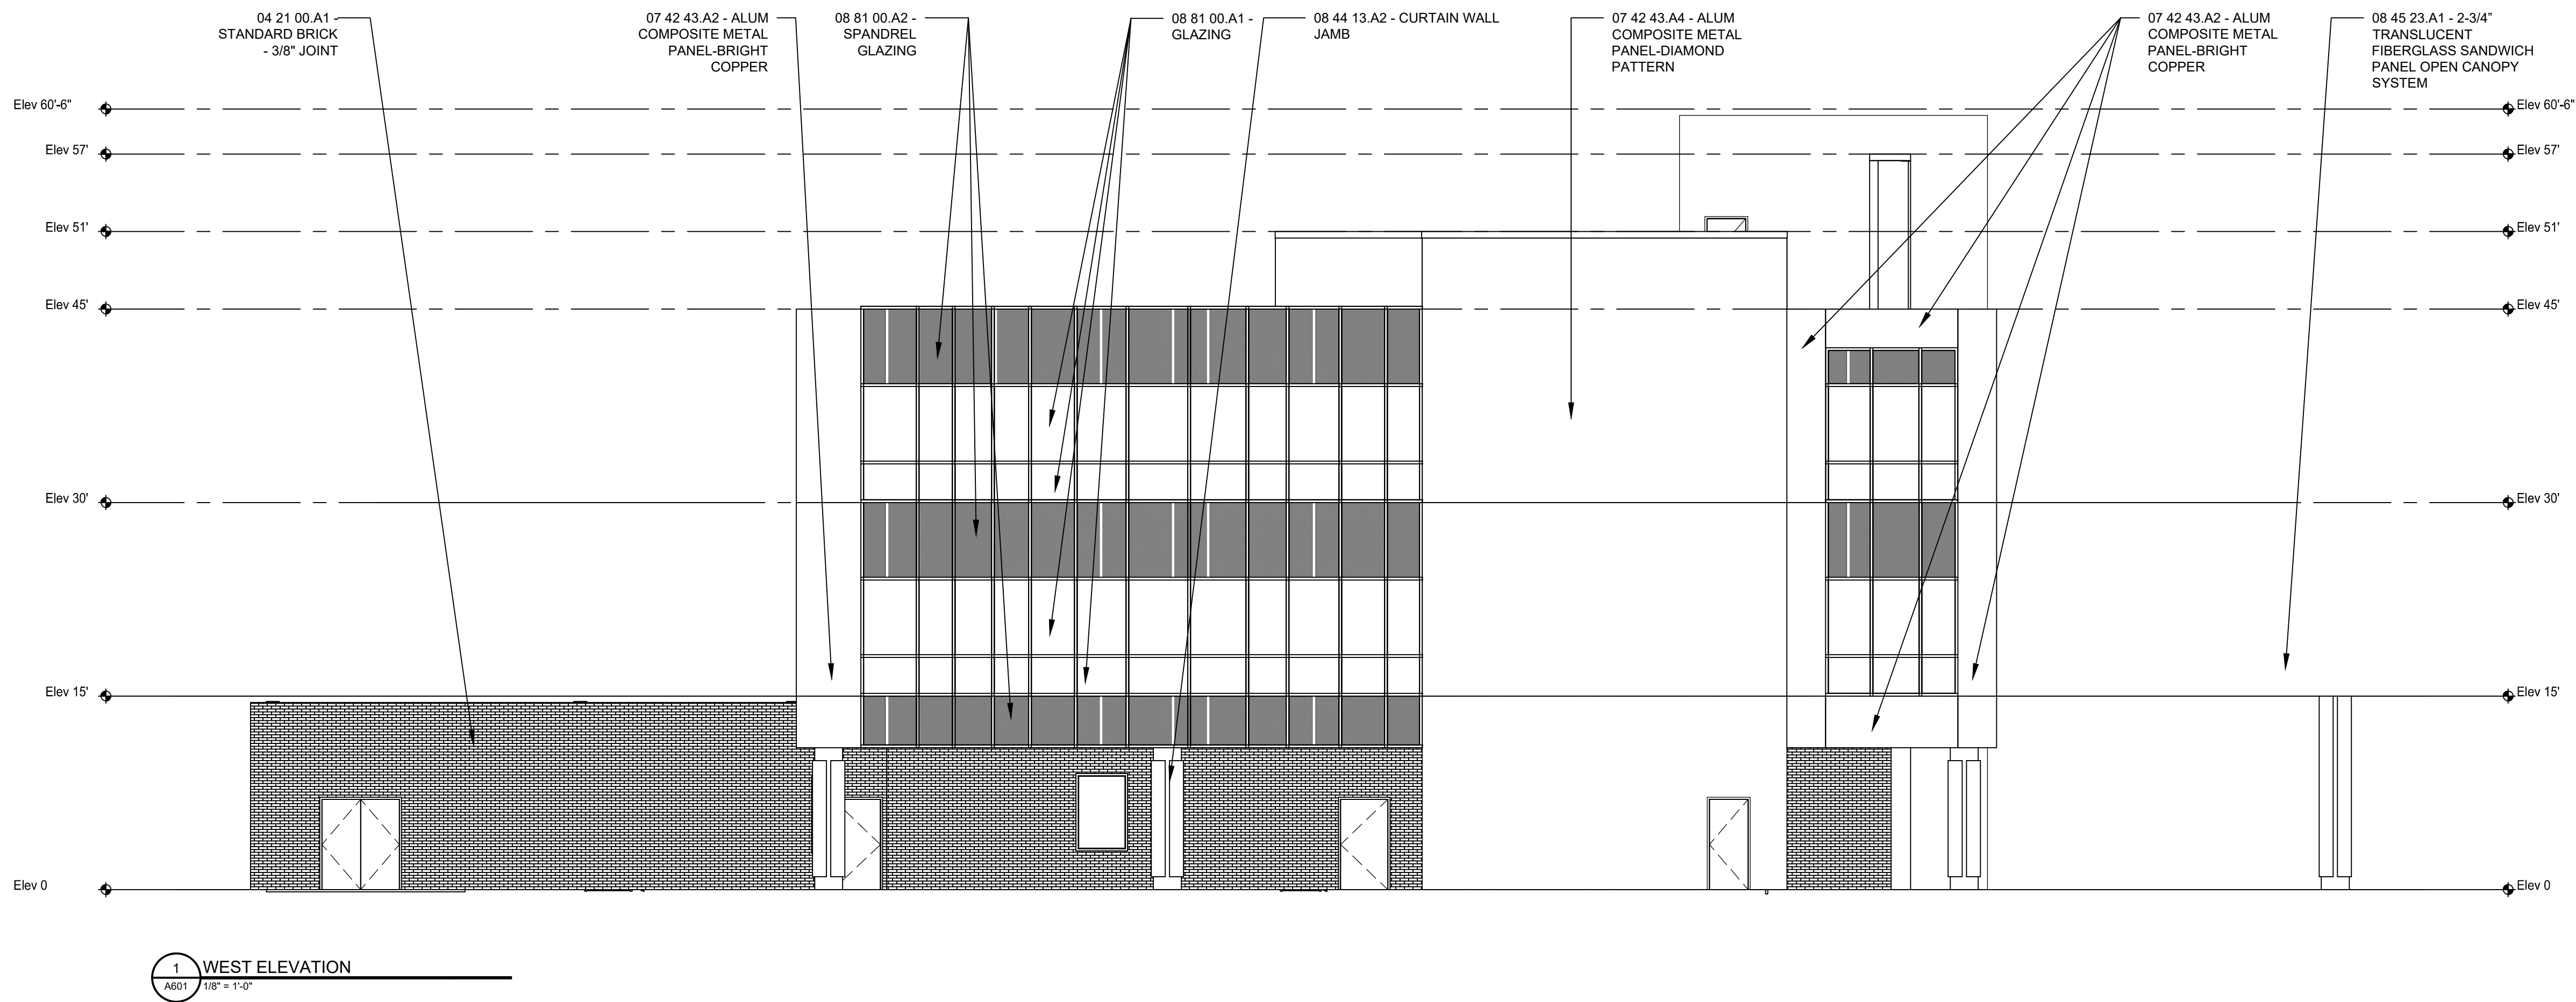 04 21 00.A1 -
STANDARD BRICK
- 3/8" JOINT
07 42 43.A2 - ALUM
COMPOSITE METAL
PANEL-BRIGHT
COPPER
08 81 00.A2 -
SPANDREL
GLAZING
08 81 00.A1 -
GLAZING
08 44 13.A2 - CURTAIN WALL
JAMB
07 42 43.A4 - ALUM
COMPOSITE METAL
PANEL-DIAMOND
PATTERN
07 42 43.A2 - ALUM
COMPOSITE METAL
PANEL-BRIGHT
COPPER
08 45 23.A1 - 2-3/4”
TRANSLUCENT
FIBERGLASS SANDWICH
PANEL OPEN CANOPY
SYSTEM
Elev 60'-6"
Elev 60'-6"
Elev 57'
Elev 57'
Elev 51'
Elev 51'
Elev 45'
Elev 45'
Elev 30'
Elev 30'
Elev 15'
Elev 15'
Elev 0
Elev 0
1
WEST ELEVATION
A601
1/8" = 1'-0"